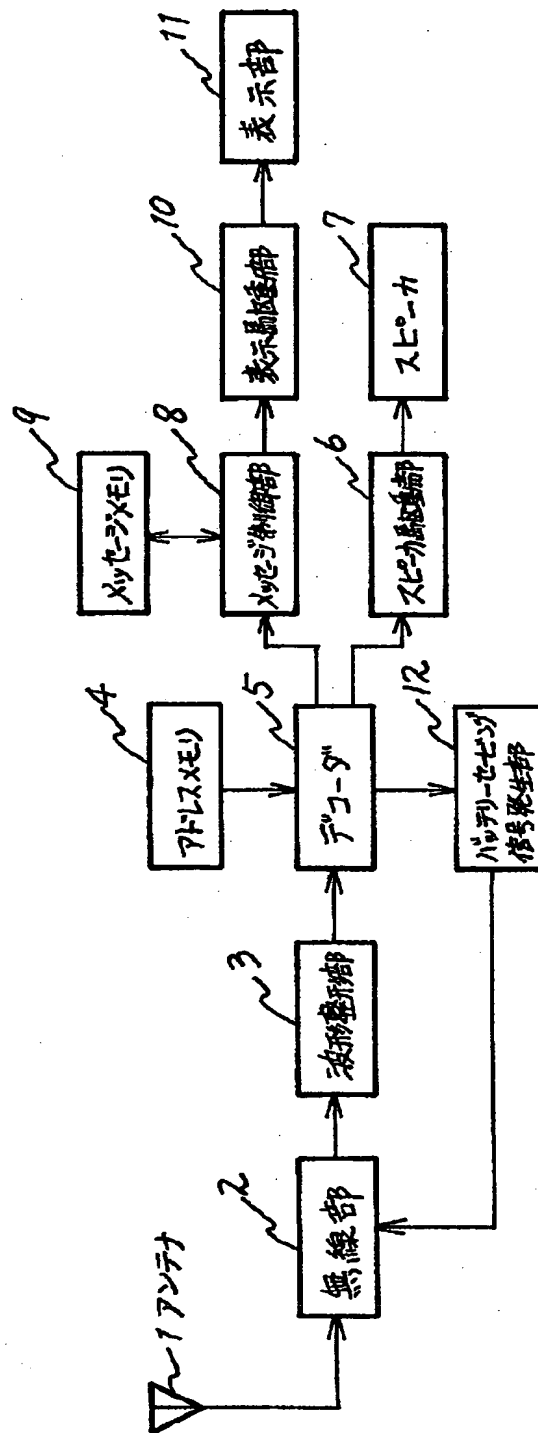 1 アンテナ
2
無線部
3
波形整形部
4
アドレスメモリ
5
デコーダ
6
スピーカ駆動部
7
スピーカ
8
メッセージ制御部
9
メッセージメモリ
10
表示駆動部
11
表示部
12
バッテリーセービング
信号発生部